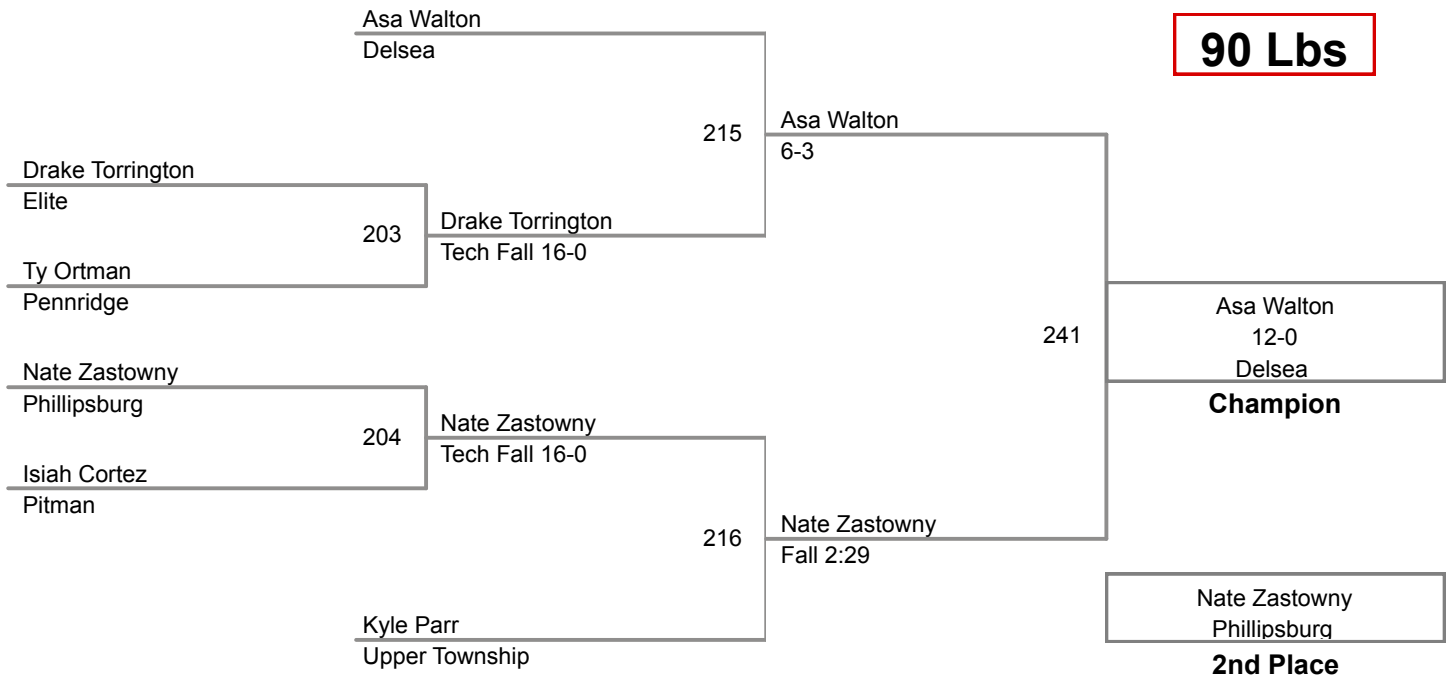 Asa Walton
Delsea
90 Lbs
215
Asa Walton
6-3
Drake Torrington
Elite
203
Drake Torrington
Tech Fall 16-0
Ty Ortman
Pennridge
241
Asa Walton
12-0
Delsea
Champion
Nate Zastowny
Phillipsburg
204
Nate Zastowny
Tech Fall 16-0
Isiah Cortez
Pitman
216
Nate Zastowny
Fall 2:29
Kyle Parr
Upper Township
Nate Zastowny
Phillipsburg
2nd Place